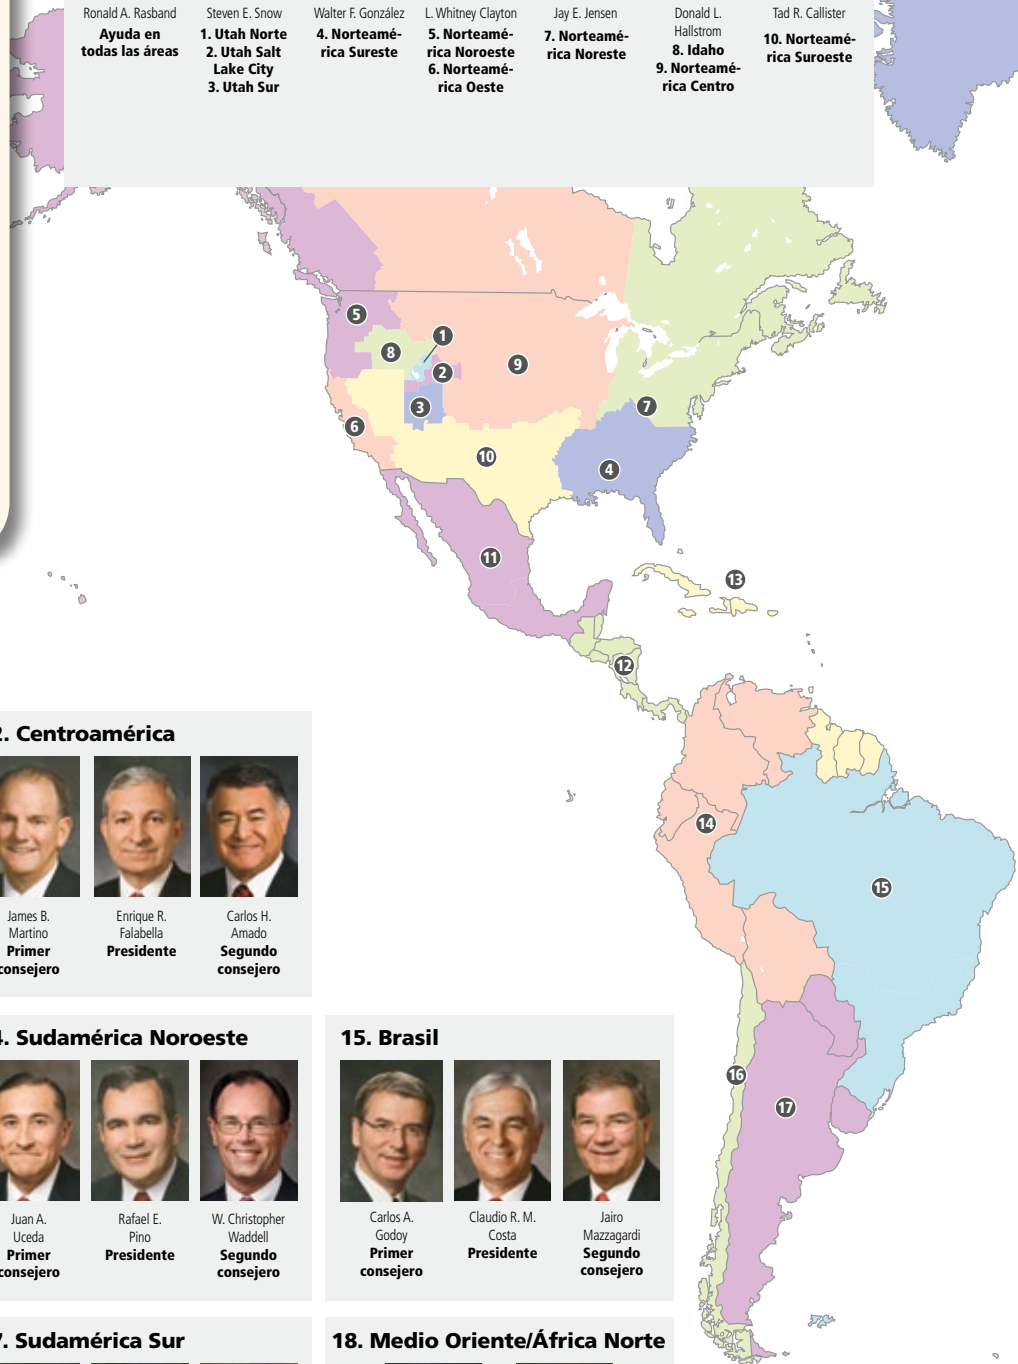 Ronald A. Rasband
Ayuda en
todas las áreas
Steven E. Snow
1. Utah Norte
2. Utah Salt
Lake City
3. Utah Sur
Walter F. González
4. Norteamé-
rica Sureste
L. Whitney Clayton
5. Norteamé-
rica Noroeste
6. Norteamé-
rica Oeste
Jay E. Jensen
7. Norteamé-
rica Noreste
Donald L.
Hallstrom
8. Idaho
9. Norteamé-
rica Centro
Tad R. Callister
10. Norteamé-
rica Suroeste
5
1
8
2
9
3
7
6
10
4
11
13
12
14
15
16
17
2. Centroamérica
James B.
Martino
Primer
consejero
Enrique R.
Falabella
Presidente
Carlos H.
Amado
Segundo
consejero
4. Sudamérica Noroeste
Juan A.
Uceda
Primer
consejero
Rafael E.
Pino
Presidente
W. Christopher
Waddell
Segundo
consejero
15. Brasil
Carlos A.
Godoy
Primer
consejero
Claudio R. M.
Costa
Presidente
Jairo
Mazzagardi
Segundo
consejero
7. Sudamérica Sur
18. Medio Oriente/África Norte